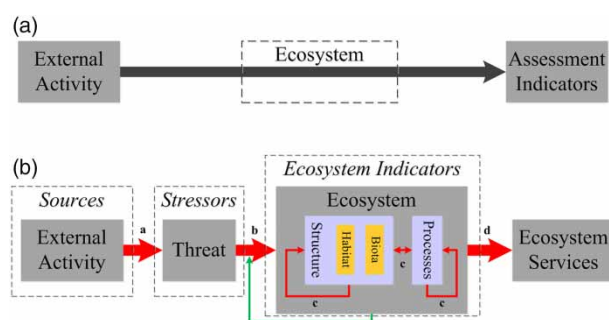 (a)
External
Activity
Ecosystem
Assessment
Indicators
(b)
Sources
Stressors
Ecosystem Indicators
External
Activity
a
Threat
b
Ecosystem
Structure
Habitat
Biota
c
Processes
c
c
d
Ecosystem
Services